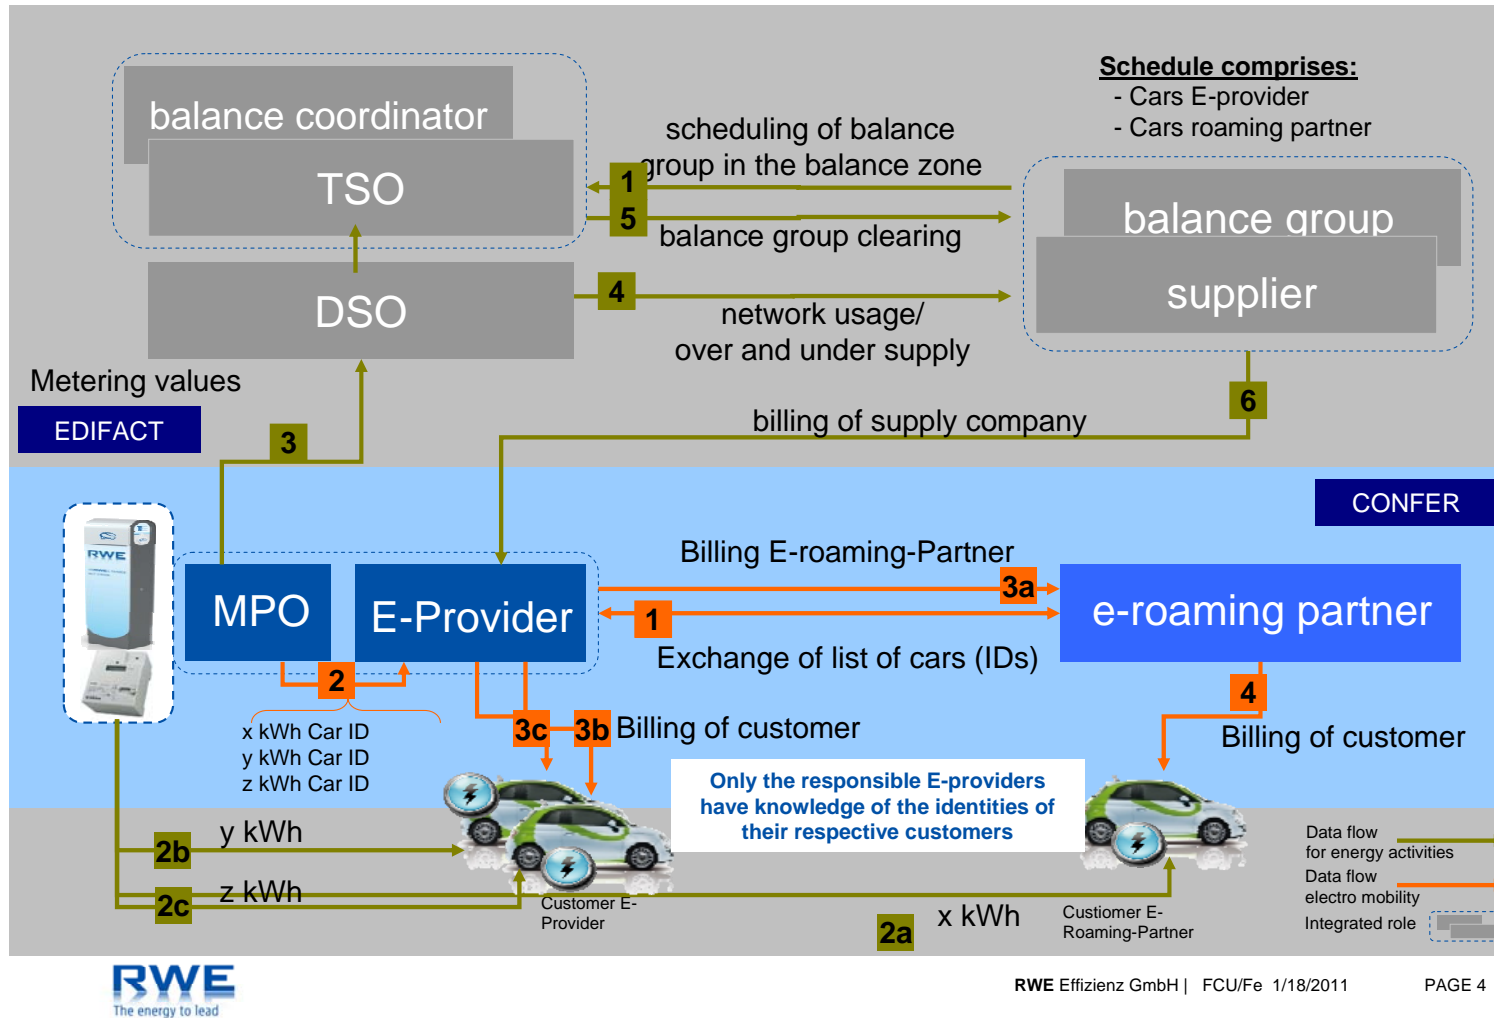 Schedule comprises:
- Cars E-provider
- Cars roaming partner
balance coordinator
TSO
scheduling of balance
group in the balance zone
1
5
balance group clearing
balance group
supplier
DSO
4
network usage/
over and under supply
Metering values
EDIFACT
3
6
billing of supply company
CONFER
RWE
MPO
E-Provider
Billing E-roaming-Partner
3a
1
Exchange of list of cars (IDs)
e-roaming partner
2
x kWh Car ID
y kWh Car ID
z kWh Car ID
3c
3b
Billing of customer
4
Billing of customer
Only the responsible E-providers
have knowledge of the identities of
their respective customers
2b
y kWh
2c
z kWh
Customer E-
Provider
2a
x kWh
Custiomer E-
Roaming-Partner
Data flow
for energy activities
Data flow
electro mobility
Integrated role
RWE
The energy to lead
RWE Effizienz GmbH | FCU/Fe 1/18/2011 PAGE 4